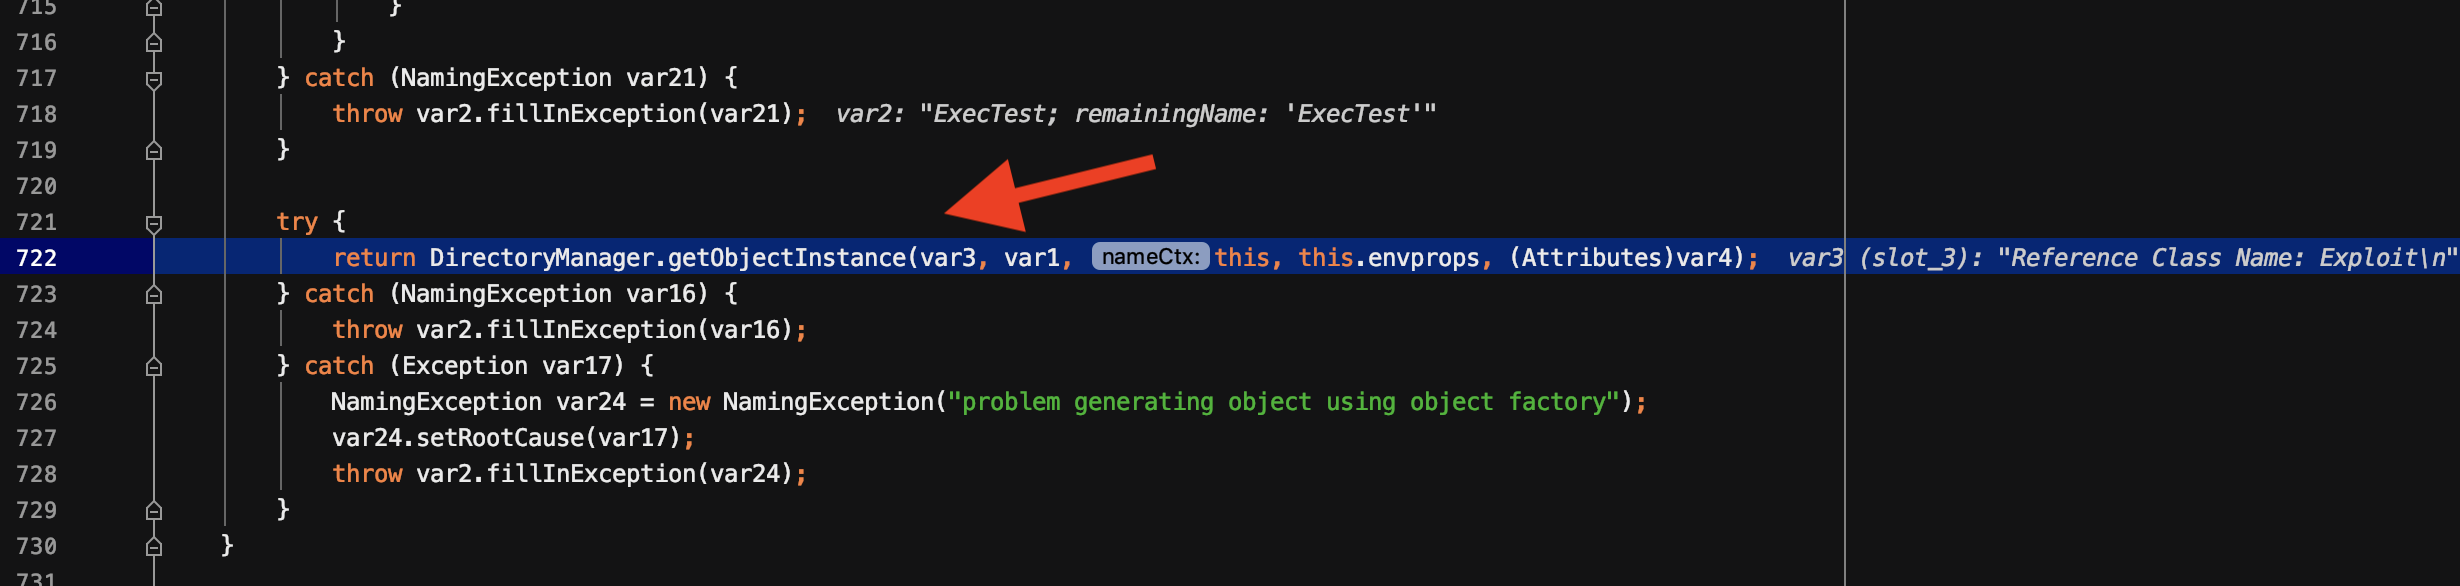 715 }
716 }
717 } catch (NamingException var21) {
718 throw var2.fillInException(var21); var2: "ExecTest; remainingName: 'ExecTest'"
719 }
720
721 try {
722 return DirectoryManager.getObjectInstance(var3, var1, nameCtx: this, this.envprops, (Attributes)var4); var3 (slot_3): "Reference Class Name: Exploit\n"
723 } catch (NamingException var16) {
724 throw var2.fillInException(var16);
725 } catch (Exception var17) {
726 NamingException var24 = new NamingException("problem generating object using object factory");
727 var24.setRootCause(var17);
728 throw var2.fillInException(var24);
729 }
730 }
731